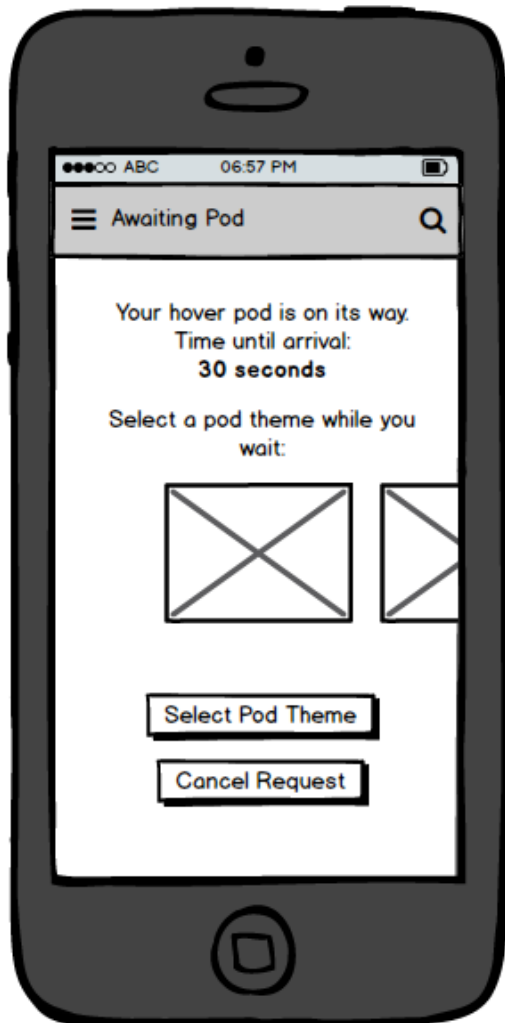 ABC 06:57 PM
Awaiting Pod
Your hover pod is on its way.
Time until arrival:
30 seconds
Select a pod theme while you
wait:
Select Pod Theme
Cancel Request